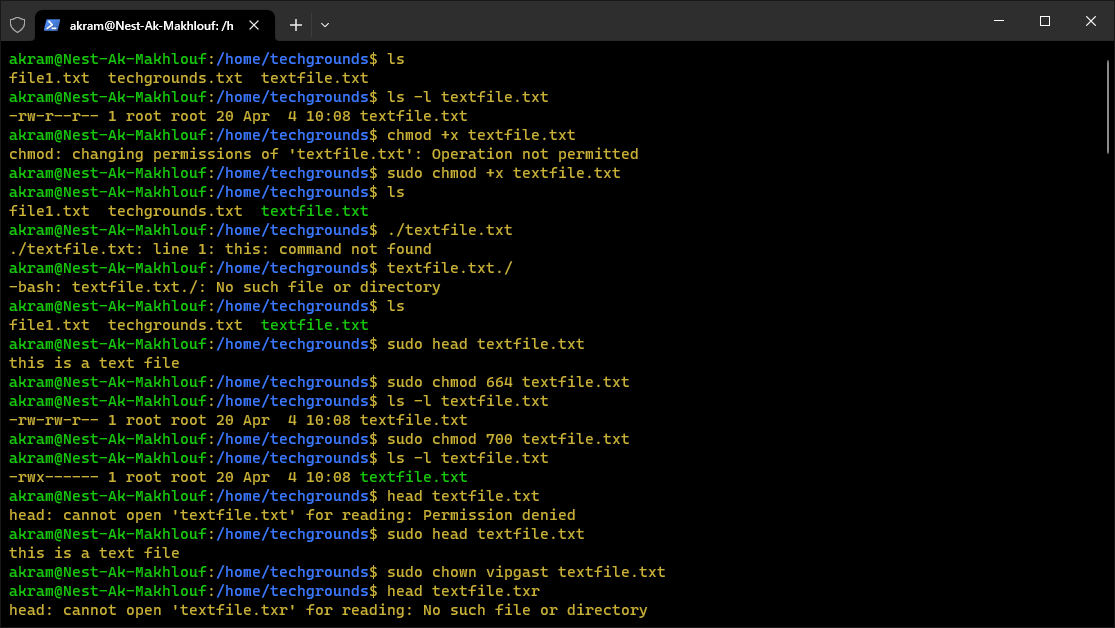 akram@Nest-Ak-Makhlouf: /h
akram@Nest-Ak-Makhlouf:/home/techgrounds$ ls
file1.txt  techgrounds.txt  textfile.txt
akram@Nest-Ak-Makhlouf:/home/techgrounds$ ls -l textfile.txt
-rw-r--r-- 1 root root 20 Apr  4 10:08 textfile.txt
akram@Nest-Ak-Makhlouf:/home/techgrounds$ chmod +x textfile.txt
chmod: changing permissions of 'textfile.txt': Operation not permitted
akram@Nest-Ak-Makhlouf:/home/techgrounds$ sudo chmod +x textfile.txt
akram@Nest-Ak-Makhlouf:/home/techgrounds$ ls
file1.txt  techgrounds.txt  textfile.txt
akram@Nest-Ak-Makhlouf:/home/techgrounds$ ./textfile.txt
./textfile.txt: line 1: this: command not found
akram@Nest-Ak-Makhlouf:/home/techgrounds$ textfile.txt./
-bash: textfile.txt./: No such file or directory
akram@Nest-Ak-Makhlouf:/home/techgrounds$ ls
file1.txt  techgrounds.txt  textfile.txt
akram@Nest-Ak-Makhlouf:/home/techgrounds$ sudo head textfile.txt
this is a text file
akram@Nest-Ak-Makhlouf:/home/techgrounds$ sudo chmod 664 textfile.txt
akram@Nest-Ak-Makhlouf:/home/techgrounds$ ls -l textfile.txt
-rw-rw-r-- 1 root root 20 Apr  4 10:08 textfile.txt
akram@Nest-Ak-Makhlouf:/home/techgrounds$ sudo chmod 700 textfile.txt
akram@Nest-Ak-Makhlouf:/home/techgrounds$ ls -l textfile.txt
-rwx------ 1 root root 20 Apr  4 10:08 textfile.txt
akram@Nest-Ak-Makhlouf:/home/techgrounds$ head textfile.txt
head: cannot open 'textfile.txt' for reading: Permission denied
akram@Nest-Ak-Makhlouf:/home/techgrounds$ sudo head textfile.txt
this is a text file
akram@Nest-Ak-Makhlouf:/home/techgrounds$ sudo chown vipgast textfile.txt
akram@Nest-Ak-Makhlouf:/home/techgrounds$ head textfile.txr
head: cannot open 'textfile.txr' for reading: No such file or directory